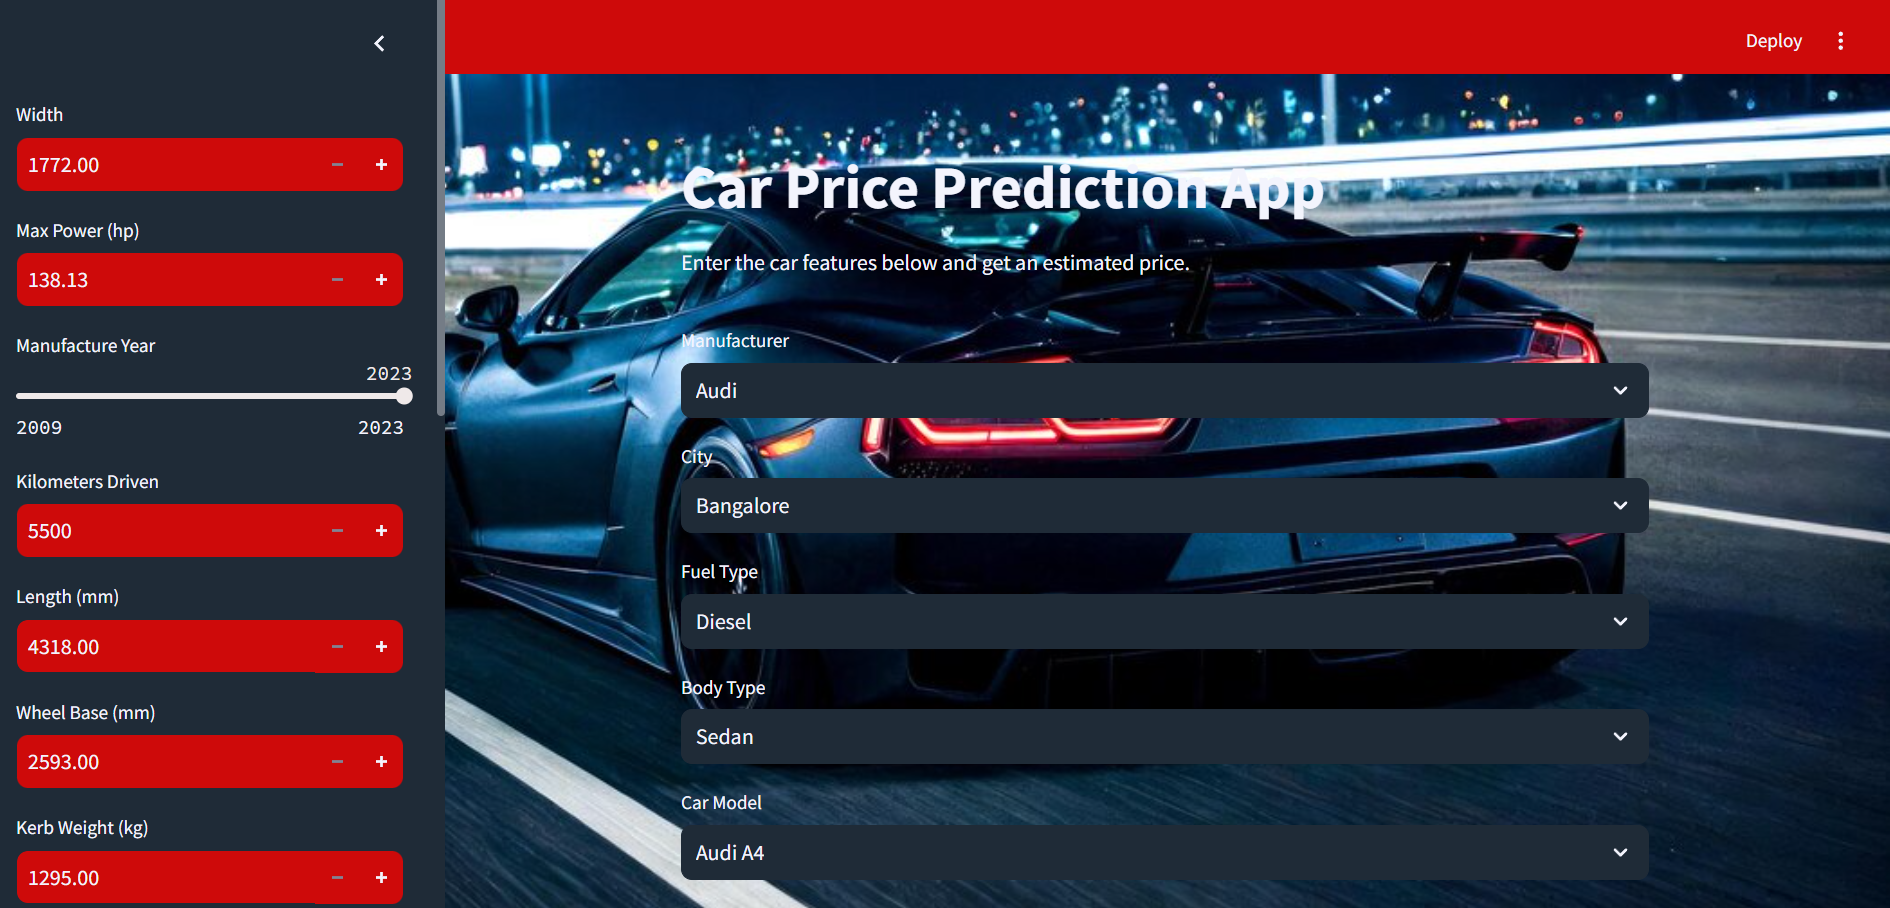 Deploy
Width
1772.00
Max Power (hp)
138.13
Manufacture Year
2023
2009 2023
Kilometers Driven
5500
Length (mm)
4318.00
Wheel Base (mm)
2593.00
Kerb Weight (kg)
1295.00
Car Price Prediction App
Enter the car features below and get an estimated price.
Manufacturer
Audi
City
Bangalore
Fuel Type
Diesel
Body Type
Sedan
Car Model
Audi A4